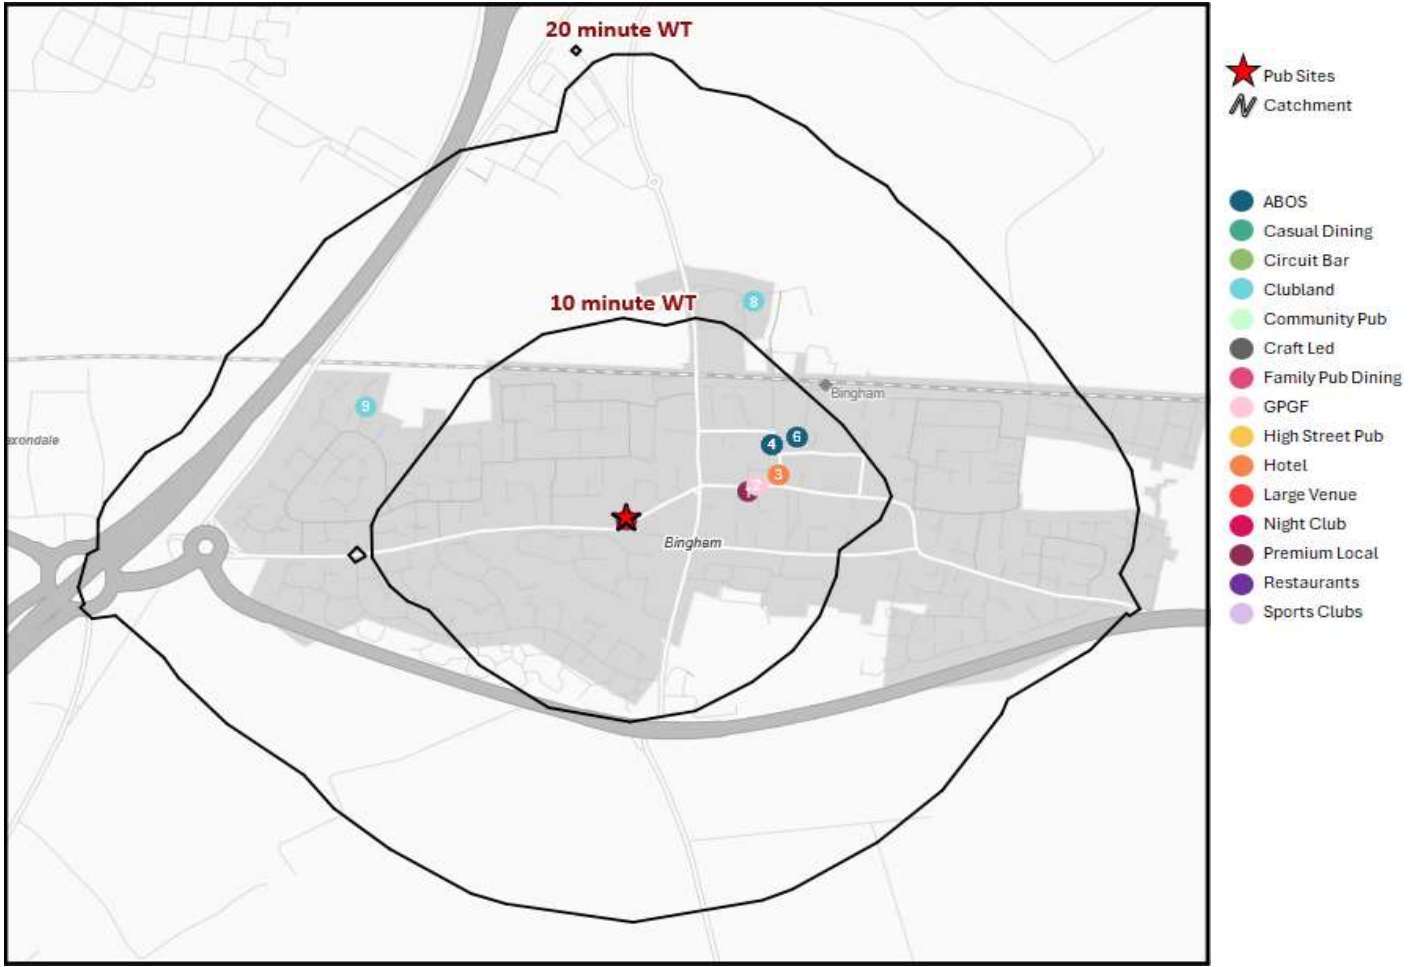 20 minute WT
10 minute WT
8
Bingham
9
axondale
4
6
3
Bingham
Pub Sites
Catchment
ABOS
Casual Dining
Circuit Bar
Clubland
Community Pub
Craft Led
Family Pub Dining
GPGF
High Street Pub
Hotel
Large Venue
Night Club
Premium Local
Restaurants
Sports Clubs